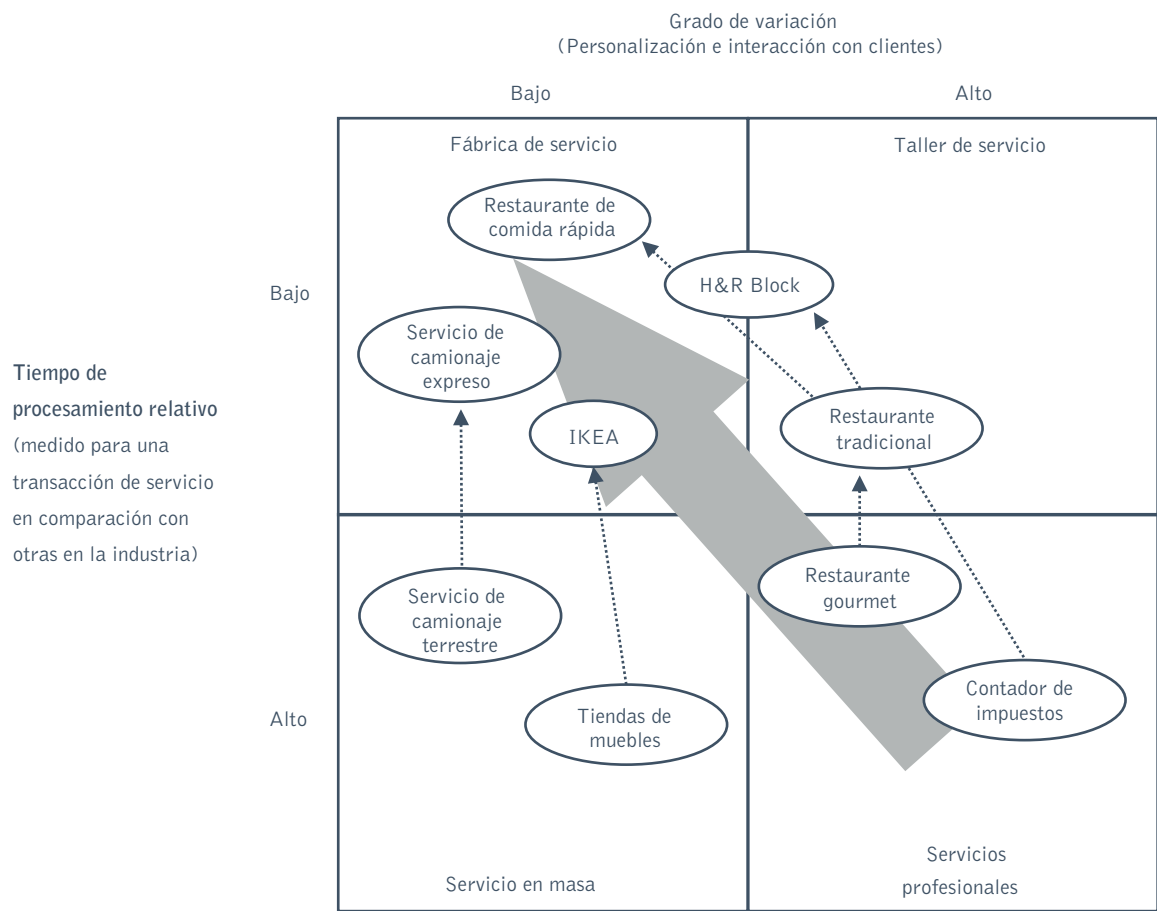 Grado de variación
(Personalización e interacción con clientes)
Bajo
Alto
Fábrica de servicio
Taller de servicio
Restaurante de
comida rápida
H&R Block
Bajo
Servicio de
camionaje
expreso
Tiempo de
procesamiento relativo
(medido para una
transacción de servicio
en comparación con
otras en la industria)
IKEA
Restaurante
tradicional
Servicio de
camionaje
terrestre
Restaurante
gourmet
Alto
Tiendas de
muebles
Contador de
impuestos
Servicio en masa
Servicios
profesionales